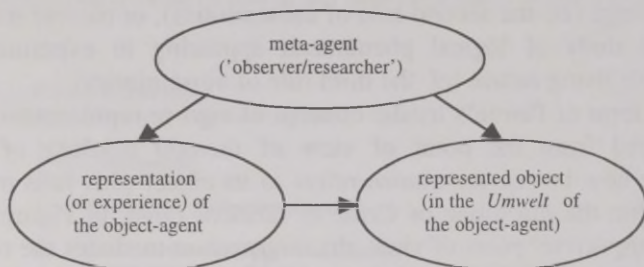 meta-agent
('observer/researcher')
representation
(or experience) of
the object-agent
represented object
(in the Umwelt of
the object-agent)